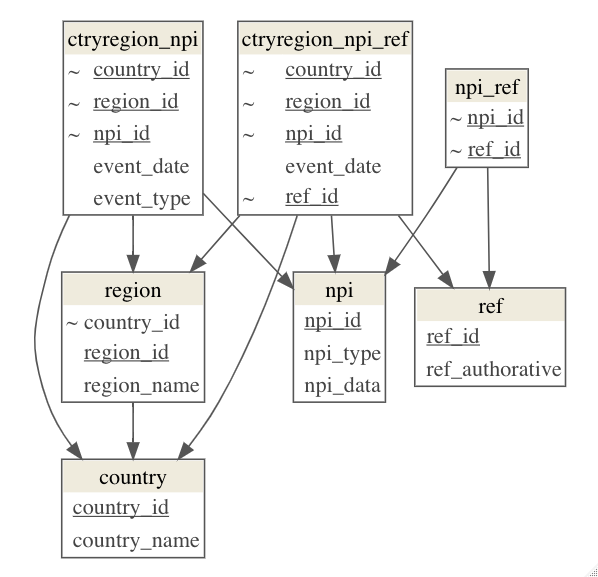 ctryregion_npi
~ country_id
~ region_id
~ npi_id
event_date
event_type
ctryregion_npi_ref
~ country_id
~ region_id
~ npi_id
event_date
~ ref_id
npi_ref
~ npi_id
~ ref_id
region
~ country_id
region_id
region_name
npi
npi_id
npi_type
npi_data
ref
ref_id
ref_authorative
country
country_id
country_name